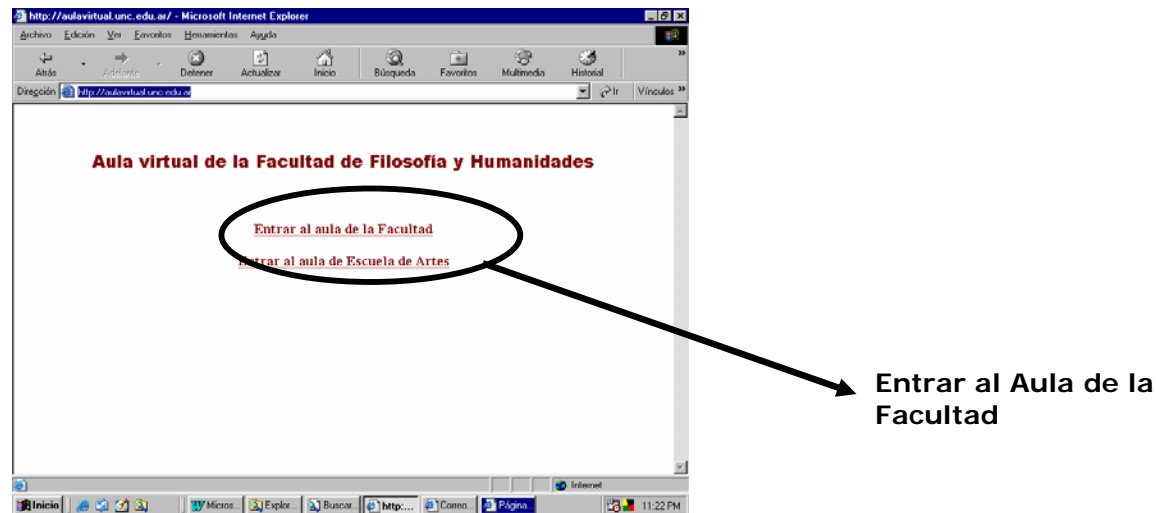 http://aulavirtual.unc.edu.ar/ - Microsoft Internet Explorer
Archivo Edición Ver Favoritos Herramientas Ayuda
Atrás Adelante Detener Actualizar Inicio Búsqueda Favoritos Multimedia Historial »
Dirección http://aulavirtual.unc.edu.ar Ir Vínculos »
Aula virtual de la Facultad de Filosofía y Humanidades
Entrar al aula de la Facultad
Entrar al aula de Escuela de Artes
Entrar al Aula de la
Facultad
Internet
Inicio Micros... Explor... Buscar... http:... Correo... Página... 11:22 PM